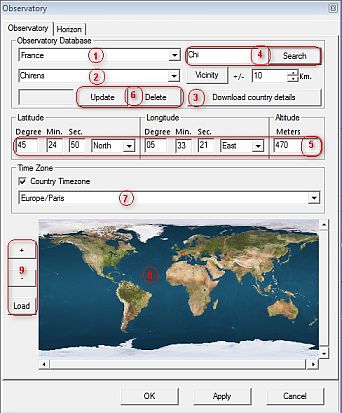 Observatory
Observatory Horizon
Observatory Database
France 1 Chi 4 Search
Chirens 2 Vicinity +/- 10 Km.
Update 6 Delete 3 Download country details
Latitude Longitude Altitude
Degree Min. Sec. Degree Min. Sec. Meters
45 24 50 North 05 33 21 East 470 5
Time Zone
Country Timezone
Europe/Paris 7
+
9 8
-
Load
OK Apply Cancel